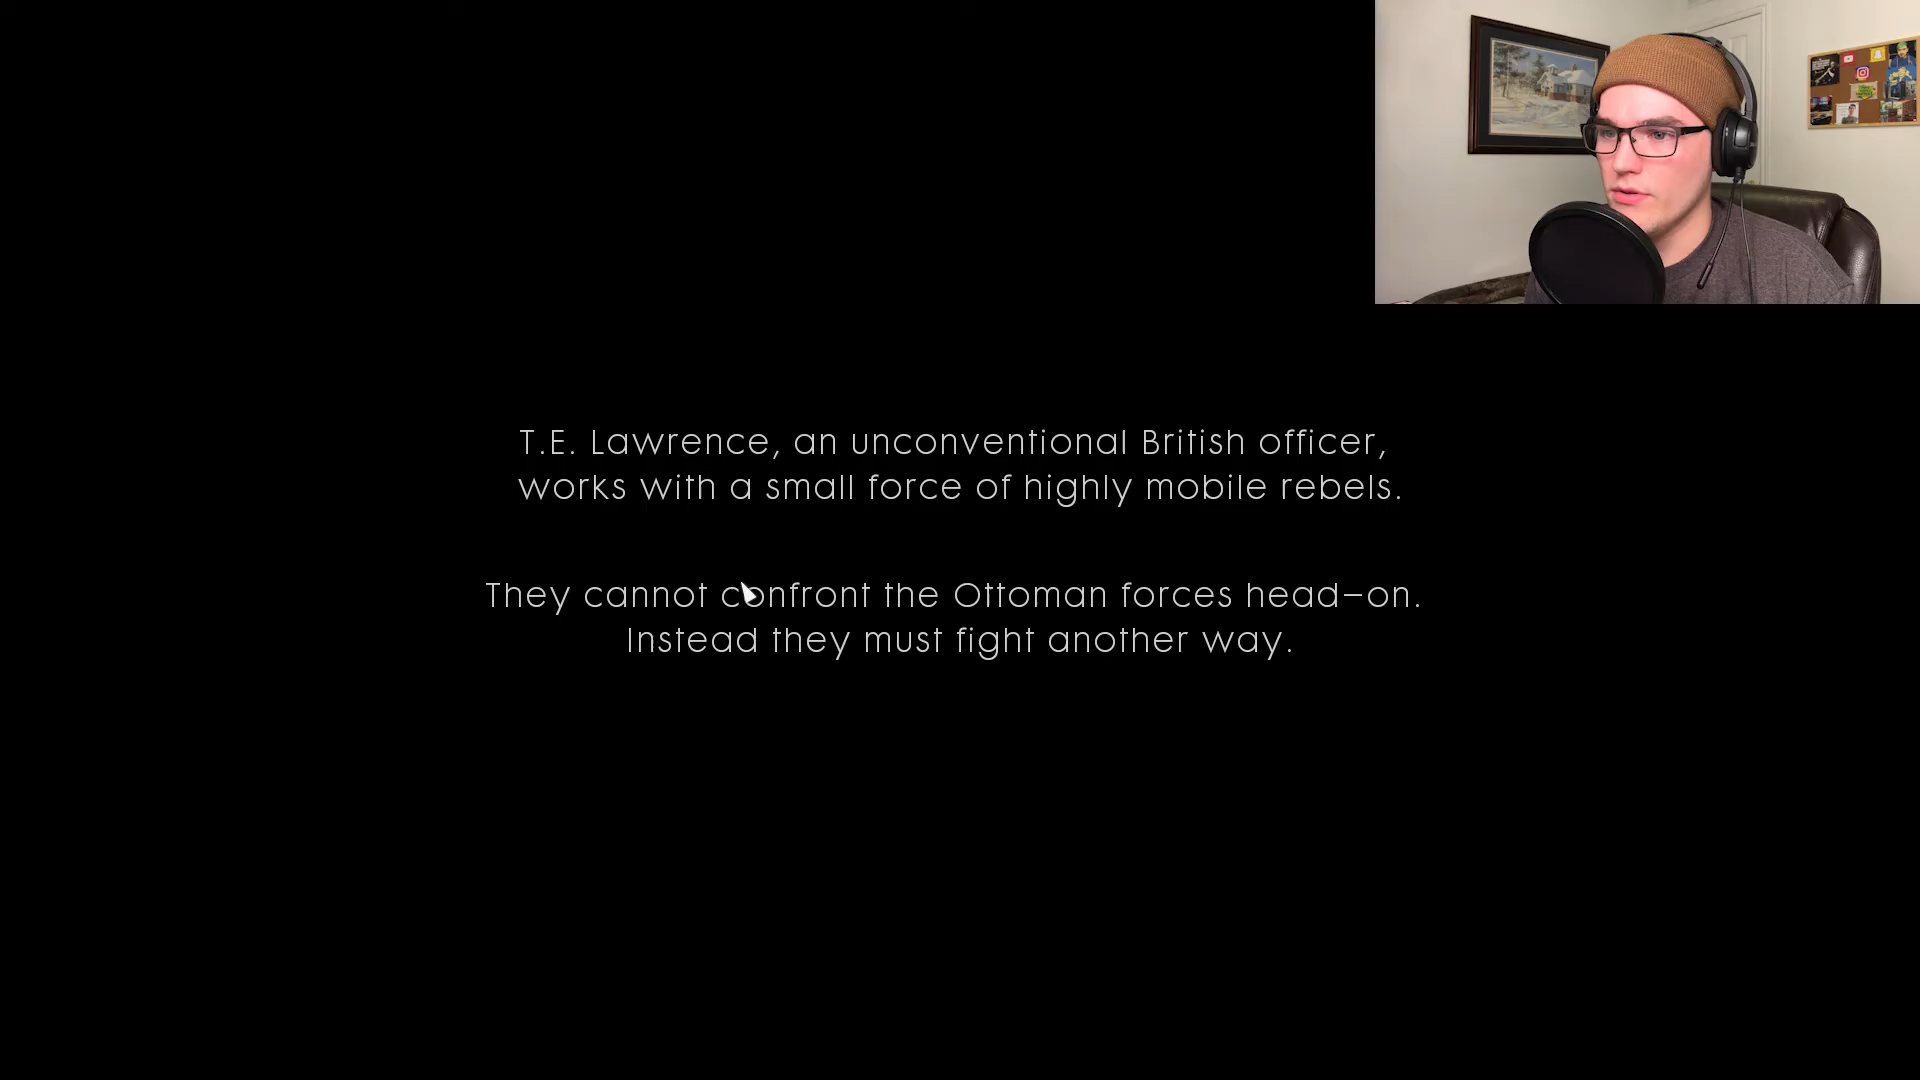 T.E. Lawrence, an unconventional British officer,
works with a small force of highly mobile rebels.
They cannot confront the Ottoman forces head-on.
Instead they must fight another way.